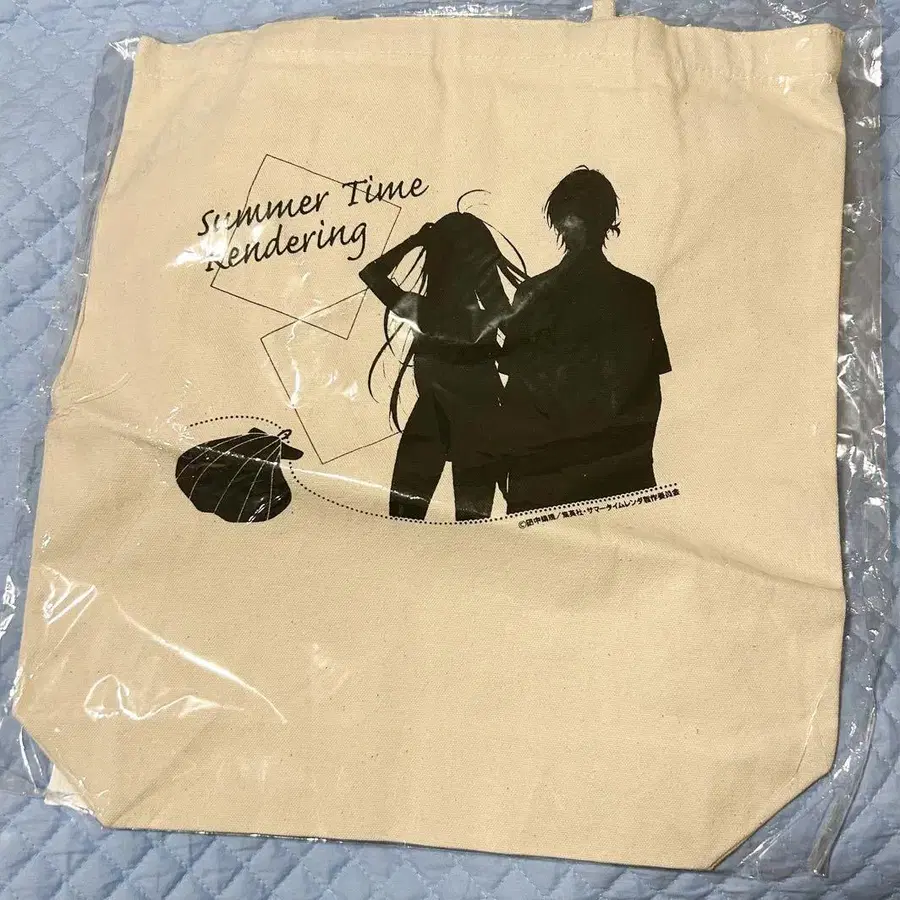 Summer Time
Rendering
©田中靖規/集英社・サマータイムレンダ製作委員会